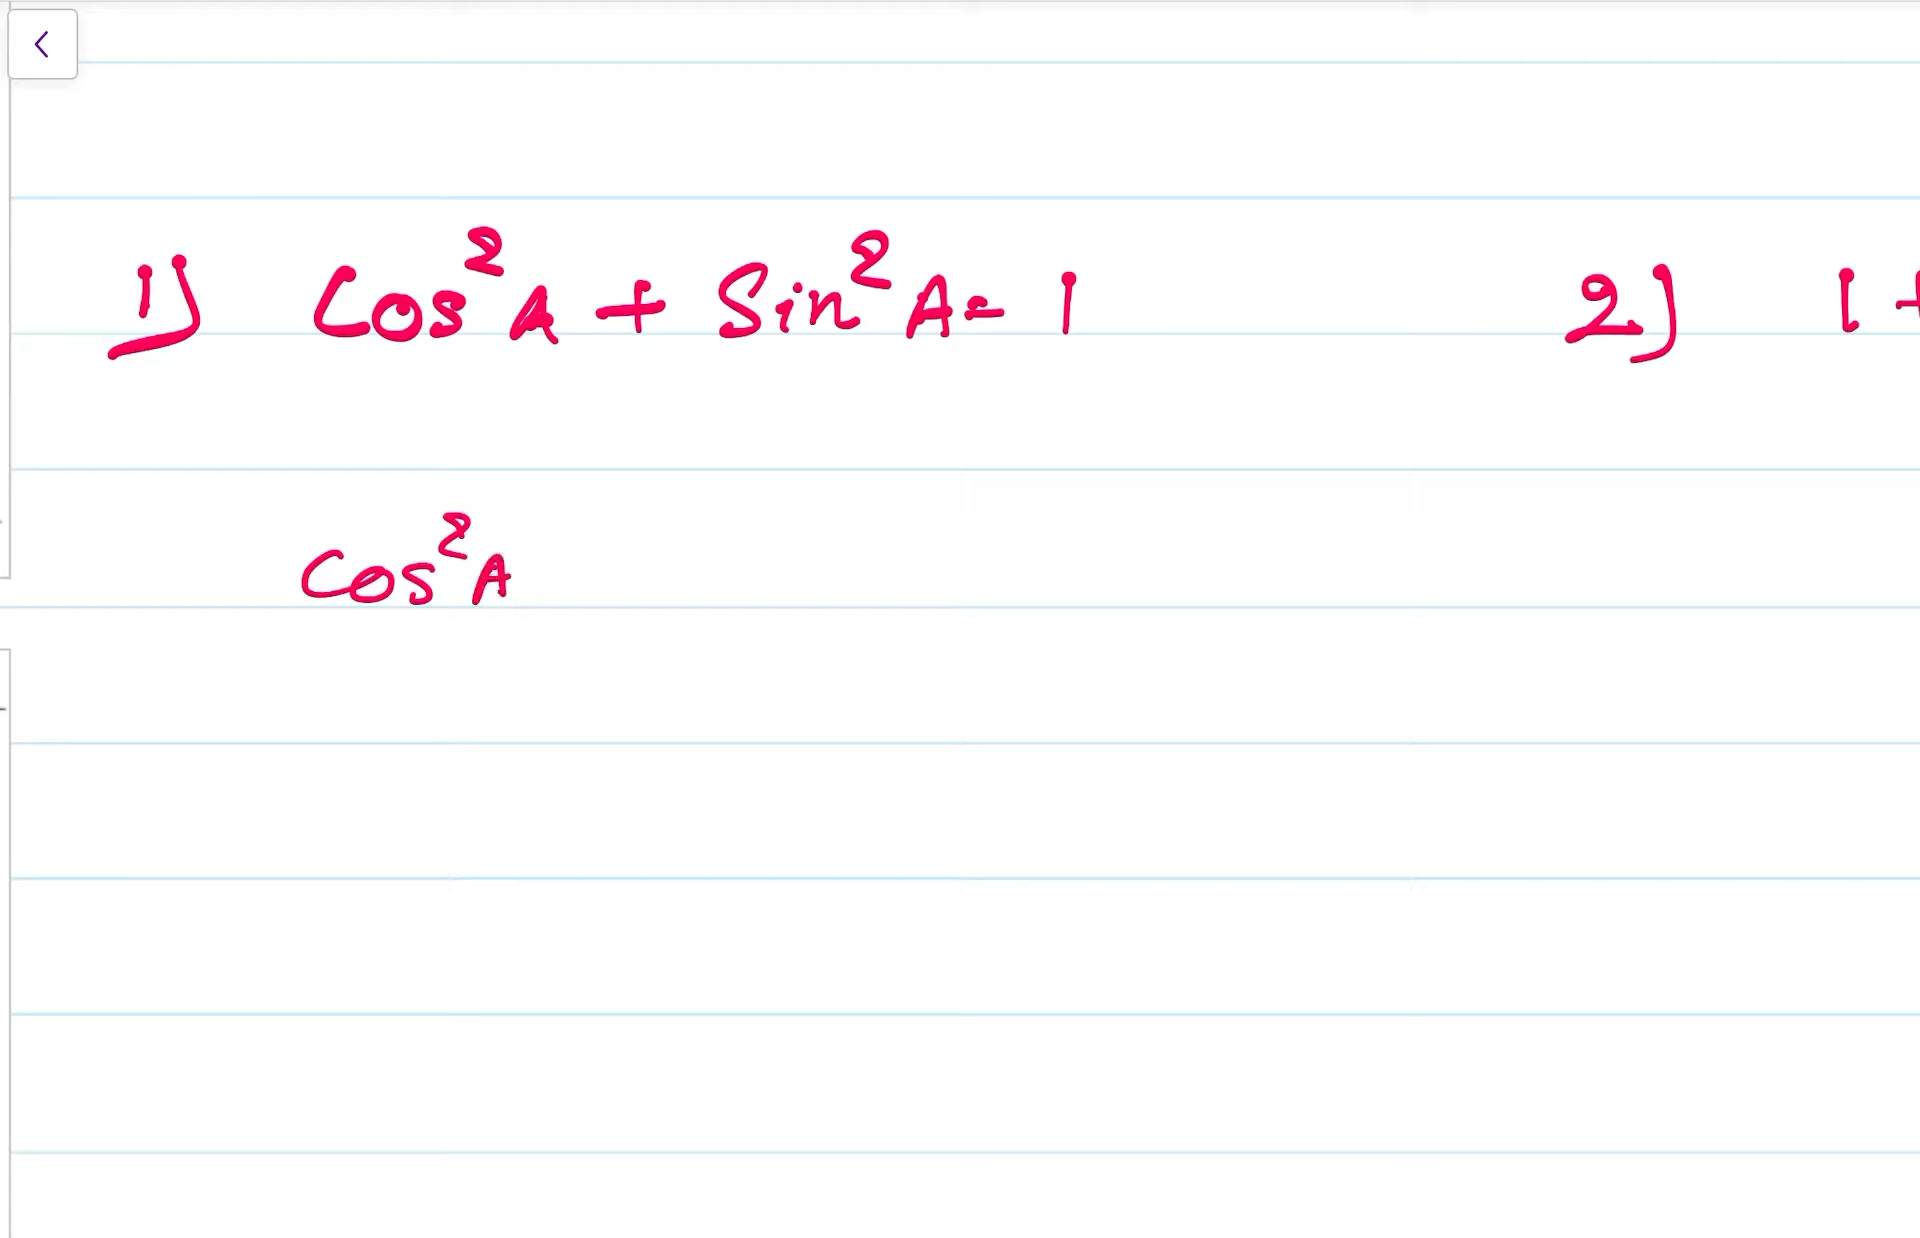 1) Cos²A + Sin²A = 1 2) 1 +
Cos²A